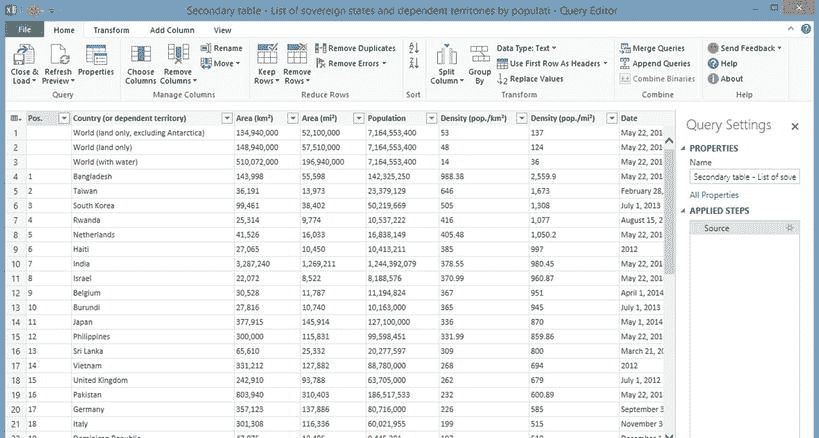 Secondary table - List of sovereign states and dependent territories by populati - Query Editor
File Home Transform Add Column View
Close & Load Refresh Preview Properties
Choose Columns Remove Columns
Rename
Move
Keep Rows Remove Rows
Remove Duplicates
Remove Errors
Split Column Group By
Data Type: Text
Use First Row As Headers
Replace Values
Merge Queries
Append Queries
Combine Binaries
Send Feedback
Help
About
Query Manage Columns Reduce Rows Sort Transform Combine Help
Pos. Country (or dependent territory) Area (km²) Area (mi²) Population Density (pop./km²) Density (pop./mi²) Date
1 World (land only, excluding Antarctica) 134,940,000 52,100,000 7,164,553,400 53 137 May 22, 201
2 World (land only) 148,940,000 57,510,000 7,164,553,400 48 124 May 22, 201
3 World (with water) 510,072,000 196,940,000 7,164,553,400 14 36 May 22, 201
4 1 Bangladesh 143,998 55,598 142,325,250 988.38 2,559.9 May 22, 201
5 2 Taiwan 36,191 13,973 23,379,129 646 1,673 February 28,
6 3 South Korea 99,461 38,402 50,219,669 505 1,308 July 1, 2013
7 4 Rwanda 25,314 9,774 10,537,222 416 1,077 August 15, 2
8 5 Netherlands 41,526 16,033 16,838,149 405.48 1,050.2 May 22, 201
9 6 Haiti 27,065 10,450 10,413,211 385 997 2012
10 7 India 3,287,240 1,269,211 1,244,392,079 378.55 980.45 May 22, 201
11 8 Israel 22,072 8,522 8,188,576 370.99 960.87 May 22, 201
12 9 Belgium 30,528 11,787 11,194,824 367 951 April 1, 2014
13 10 Burundi 27,816 10,740 10,163,000 365 945 July 1, 2013
14 11 Japan 377,915 145,914 127,100,000 336 870 May 1, 2014
15 12 Philippines 300,000 115,831 99,598,451 331.99 859.86 May 22, 201
16 13 Sri Lanka 65,610 25,332 20,277,597 309 800 March 21, 20
17 14 Vietnam 331,212 127,882 88,780,000 268 694 2012
18 15 United Kingdom 242,910 93,788 63,705,000 262 679 July 1, 2012
19 16 Pakistan 803,940 310,403 186,517,533 232 600.89 May 22, 201
20 17 Germany 357,123 137,886 80,716,000 226 585 September 3
21 18 Italy 301,308 116,336 60,021,955 199 515 November 3
Query Settings
PROPERTIES
Name
Secondary table - List of sove
All Properties
APPLIED STEPS
Source